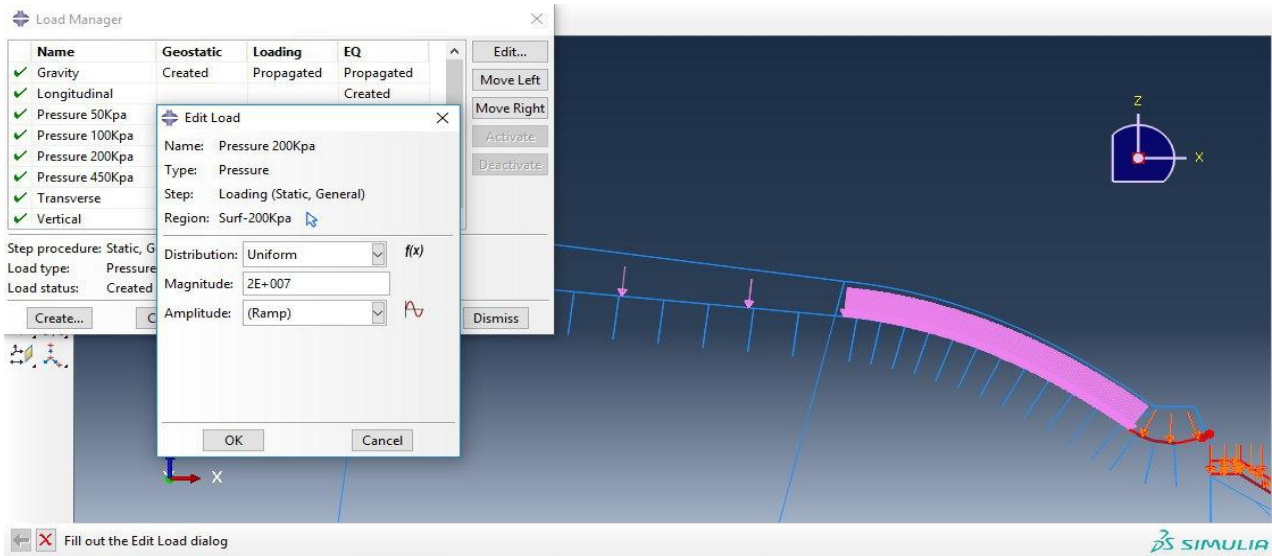 Load Manager
Name Geostatic Loading EQ
Gravity Created Propagated Propagated
Longitudinal Created
Pressure 50Kpa
Pressure 100Kpa
Pressure 200Kpa
Pressure 450Kpa
Transverse
Vertical
Edit...
Move Left
Move Right
Activate
Deactivate
Step procedure: Static, G
Load type: Pressure
Load status: Created
Create...
C
Dismiss
Edit Load
Name: Pressure 200Kpa
Type: Pressure
Step: Loading (Static, General)
Region: Surf-200Kpa
Distribution: Uniform f(x)
Magnitude: 2E+007
Amplitude: (Ramp)
OK Cancel
Z
X
X
Fill out the Edit Load dialog
SIMULIA